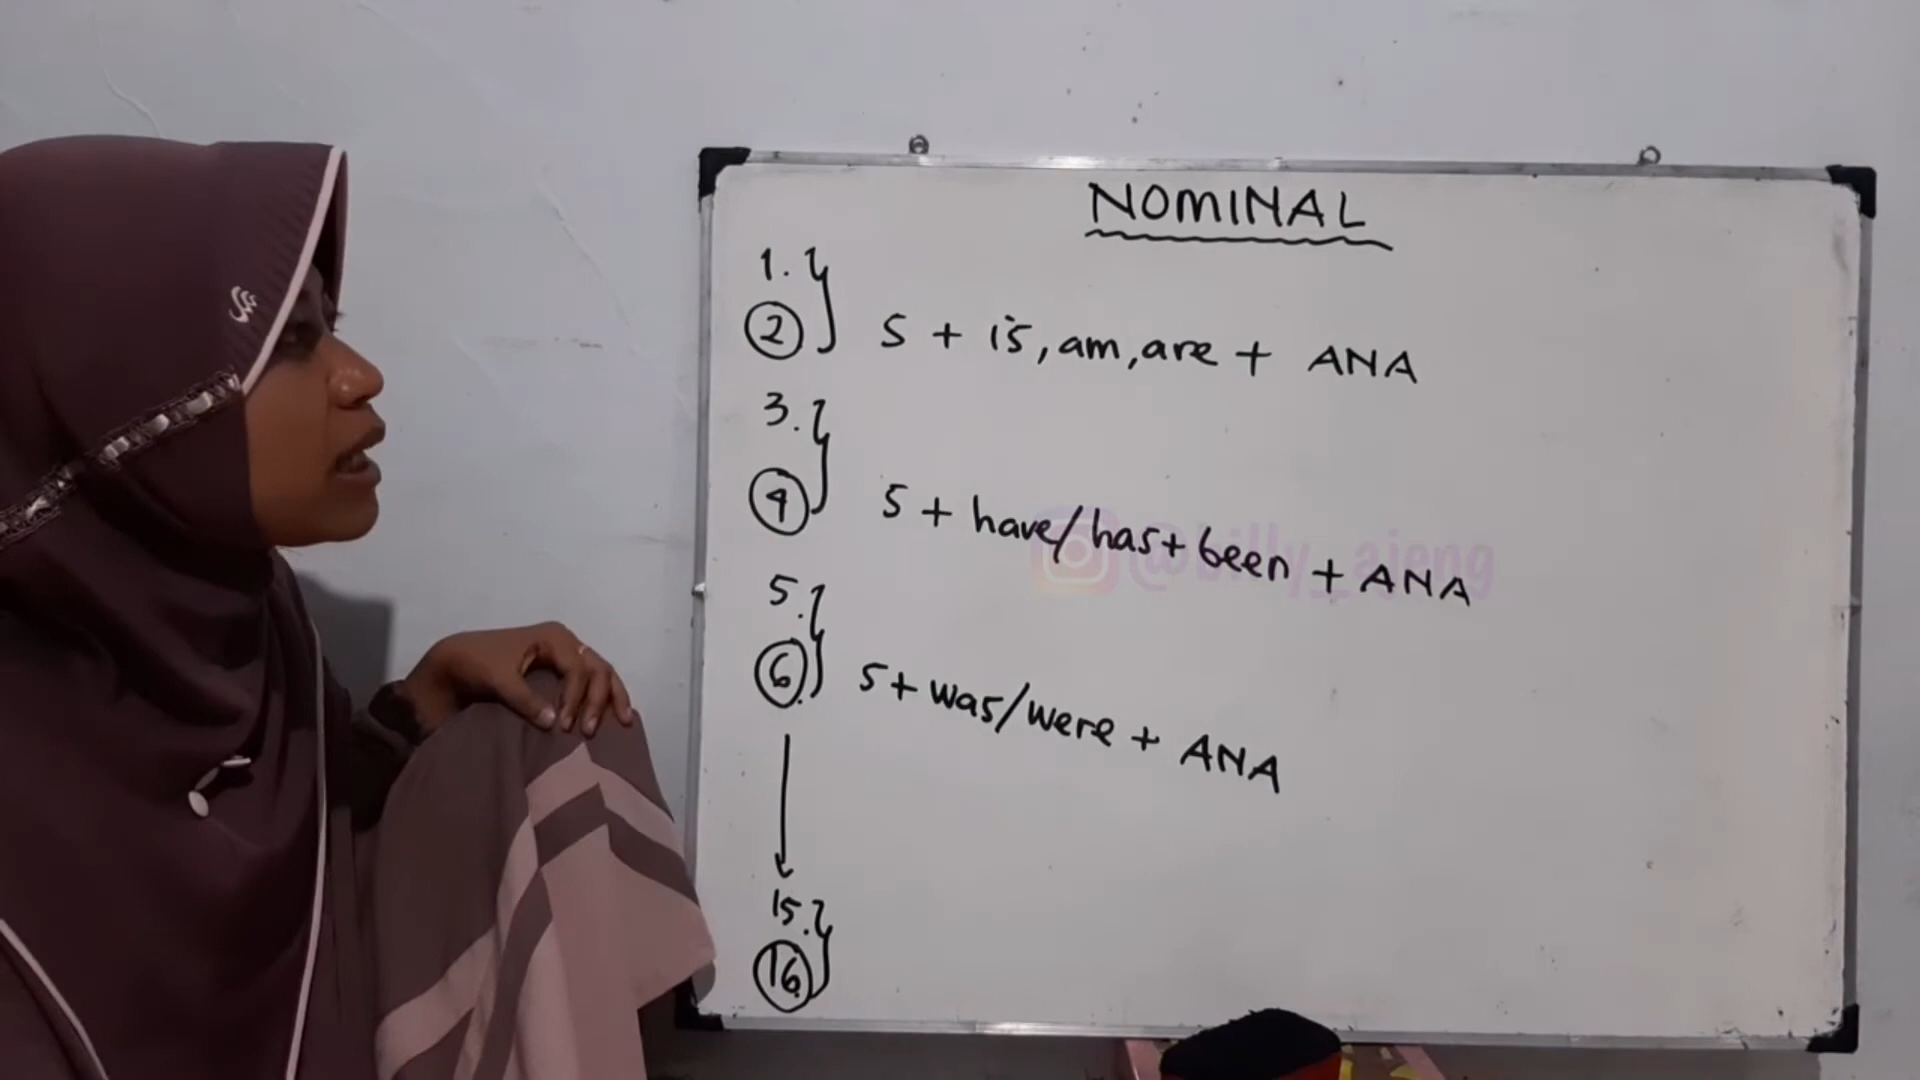 NOMINAL
1.
2 S + is, am, are + ANA
3.
4 S + have/has + been + ANA
@billy_ajeng
5.
6. S + was/were + ANA
15.
16.